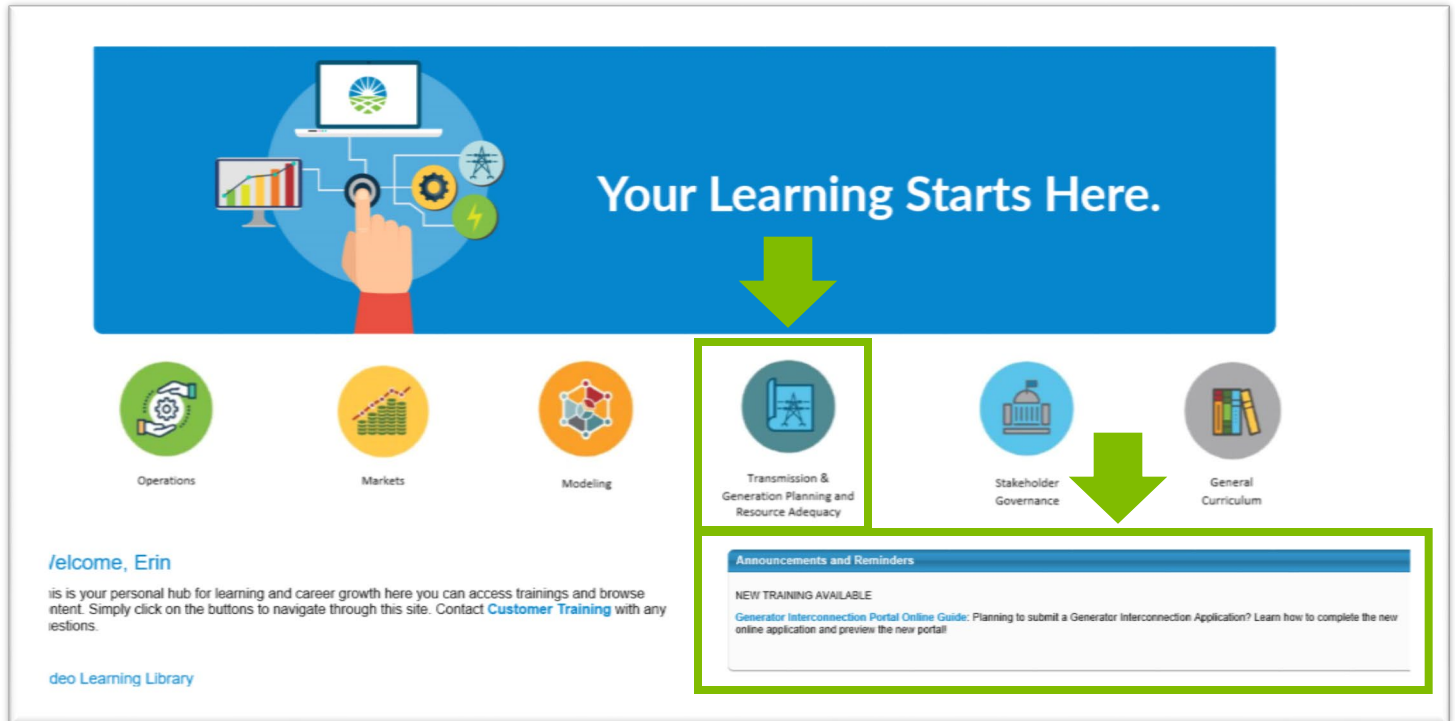 Your Learning Starts Here.
Operations
Markets
Modeling
Transmission &
Generation Planning and
Resource Adequacy
Stakeholder
Governance
General
Curriculum
/elcome, Erin
is is your personal hub for learning and career growth here you can access trainings and browse
ntent. Simply click on the buttons to navigate through this site. Contact Customer Training with any
estions.
deo Learning Library
Announcements and Reminders
NEW TRAINING AVAILABLE
Generator Interconnection Portal Online Guide: Planning to submit a Generator Interconnection Application? Learn how to complete the new
online application and preview the new portal!